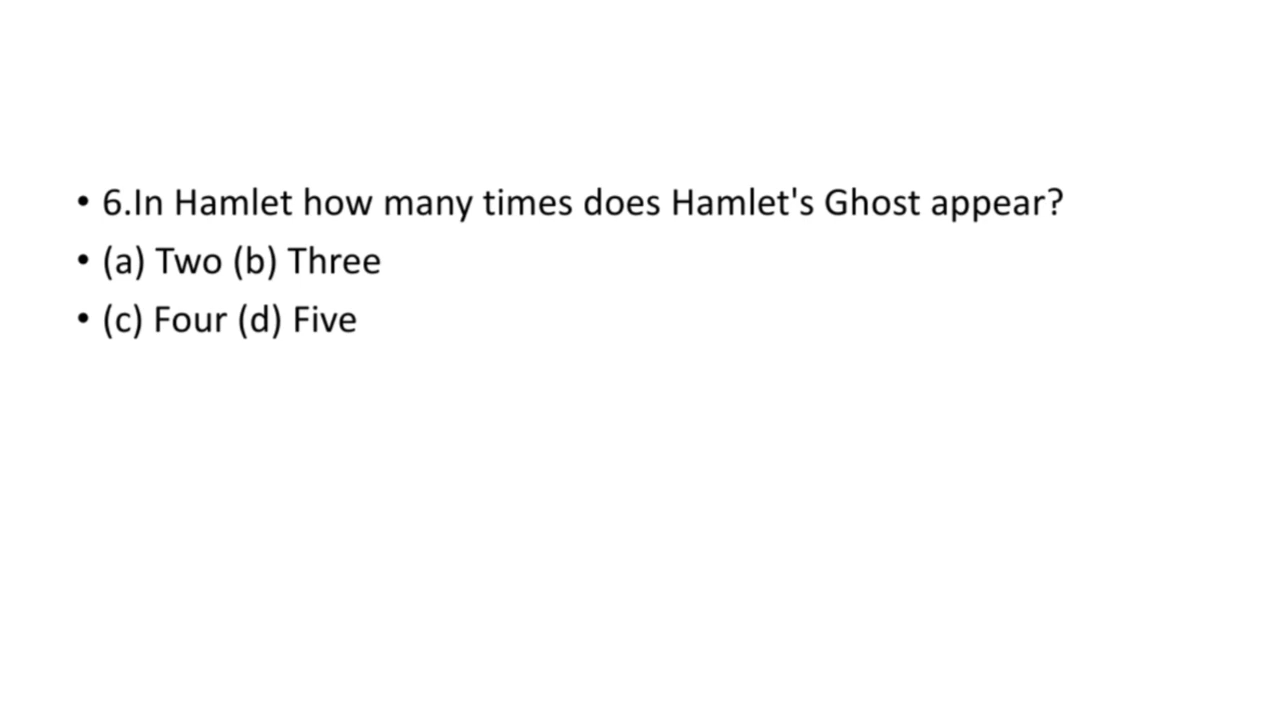 • 6.In Hamlet how many times does Hamlet's Ghost appear?
• (a) Two (b) Three
• (c) Four (d) Five